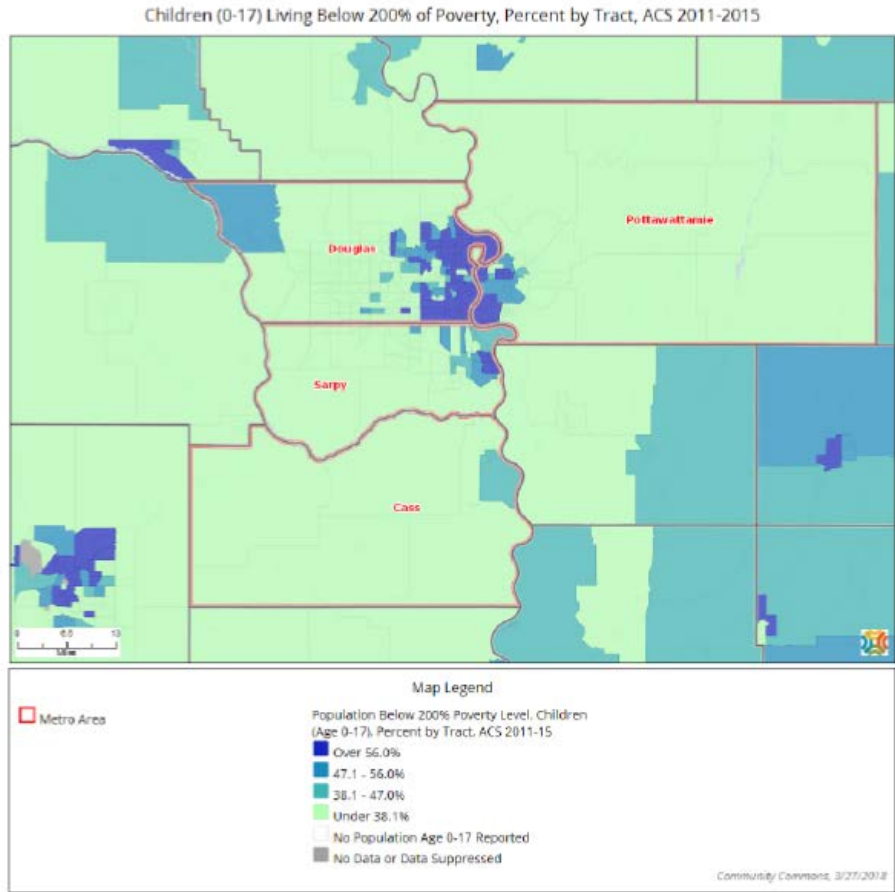 Children (0-17) Living Below 200% of Poverty, Percent by Tract, ACS 2011-2015
Pottawattamie
Douglas
Sarpy
Cass
Miles
Map Legend
Metro Area
Population Below 200% Poverty Level, Children
(Age 0-17), Percent by Tract, ACS 2011-15
Over 56.0%
47.1 - 56.0%
38.1 - 47.0%
Under 38.1%
No Population Age 0-17 Reported
No Data or Data Suppressed
Community Commons, 3/27/2018